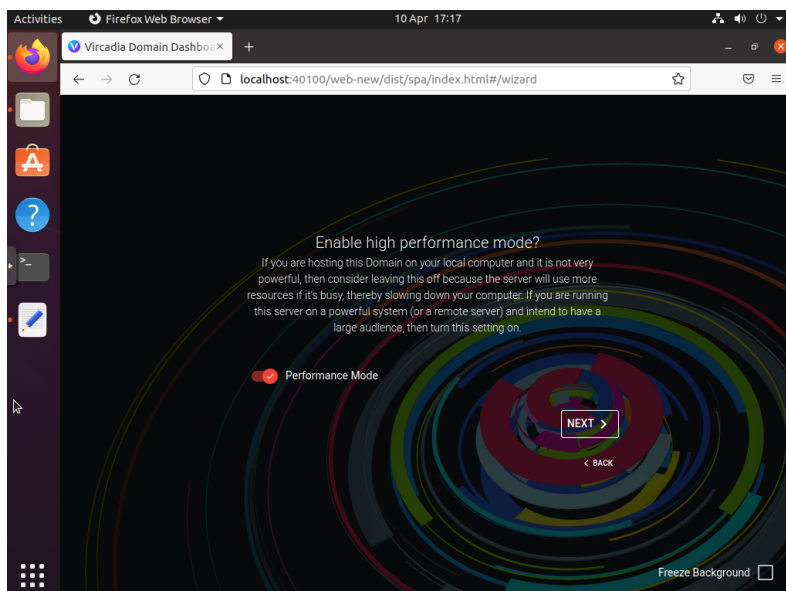 Activities
Firefox Web Browser
10 Apr 17:17
Vircadia Domain Dashboa
localhost:40100/web-new/dist/spa/index.html#/wizard
Enable high performance mode?
If you are hosting this Domain on your local computer and it is not very
powerful, then consider leaving this off because the server will use more
resources if it's busy, thereby slowing down your computer. If you are running
this server on a powerful system (or a remote server) and intend to have a
large audience, then turn this setting on.
Performance Mode
NEXT
BACK
Freeze Background